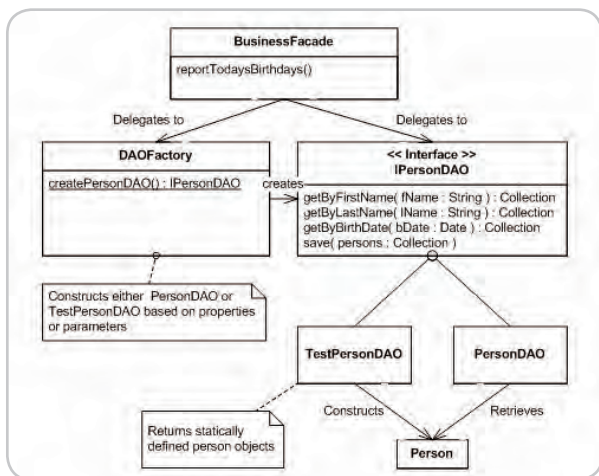 BusinessFacade
reportTodaysBirthdays()
Delegates to
Delegates to
DAOFactory
createPersonDAO() : IPersonDAO
creates
<< Interface >>
IPersonDAO
getByFirstName( fName : String ) : Collection
getByLastName( lName : String ) : Collection
getByBirthDate( bDate : Date ) : Collection
save( persons : Collection )
Constructs either PersonDAO or
TestPersonDAO based on properties
or parameters
TestPersonDAO
PersonDAO
Constructs
Retrieves
Returns statically
defined person objects
Person